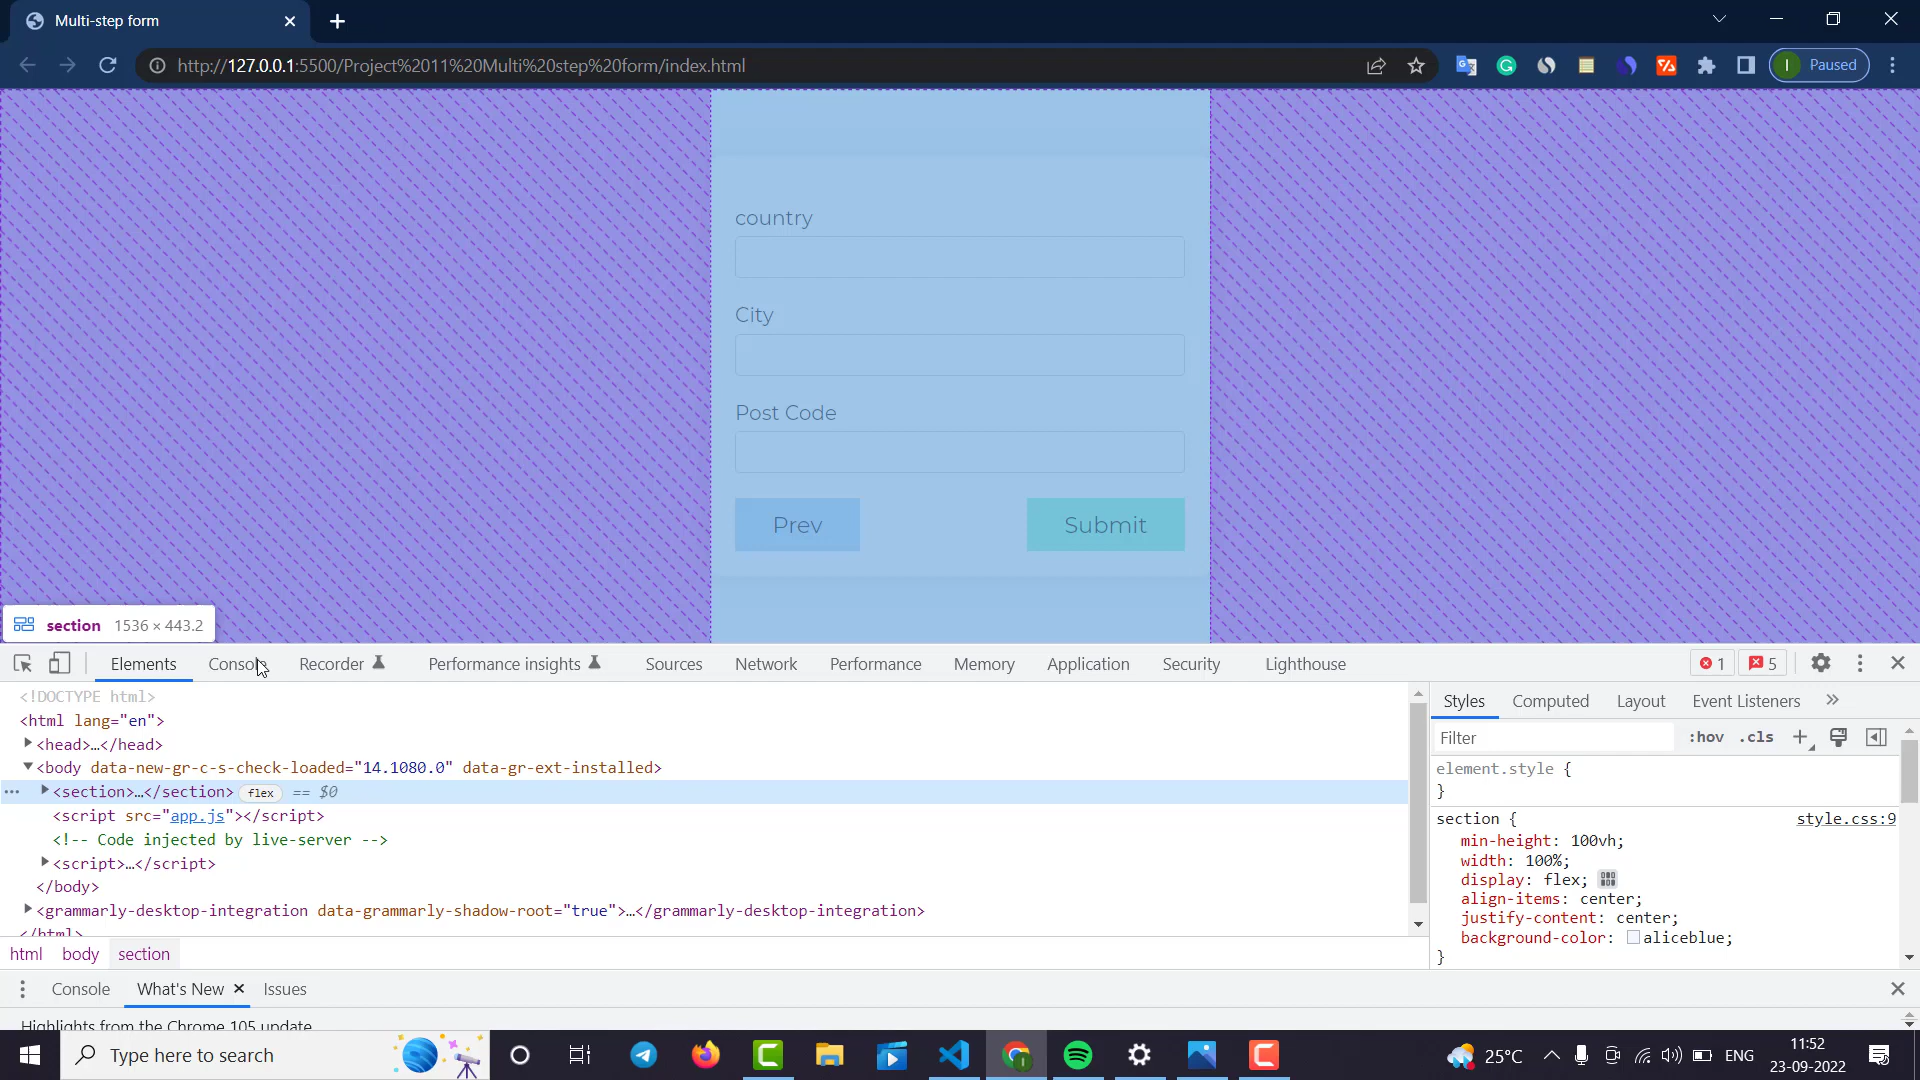 Multi-step form
http://127.0.0.1:5500/Project%2011%20Multi%20step%20form/index.html
I
Paused
country
City
Post Code
Prev
Submit
section 1536 × 443.2
Elements
Console
Recorder
Performance insights
Sources
Network
Performance
Memory
Application
Security
Lighthouse
1
5
<!DOCTYPE html>
<html lang="en">
<head>…</head>
<body data-new-gr-c-s-check-loaded="14.1080.0" data-gr-ext-installed>
<section>…</section> flex == $0
<script src="app.js"></script>
<!-- Code injected by live-server -->
<script>…</script>
</body>
<grammarly-desktop-integration data-grammarly-shadow-root="true">…</grammarly-desktop-integration>
</html>
html body section
Styles
Computed
Layout
Event Listeners
Filter
:hov .cls
element.style {
}
section {
style.css:9
min-height: 100vh;
width: 100%;
display: flex;
align-items: center;
justify-content: center;
background-color: aliceblue;
}
Console
What's New
Issues
Highlights from the Chrome 105 update
Type here to search
25°C
ENG
11:52
23-09-2022